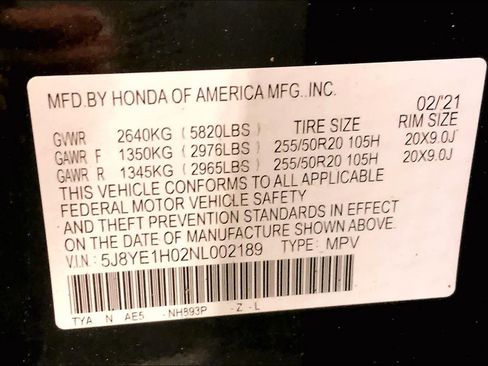 MFD.BY HONDA OF AMERICA MFG.,INC.
02/'21
GVWR 2640KG (5820LBS) TIRE SIZE RIM SIZE
GAWR F 1350KG (2976LBS) 255/50R20 105H 20X9.0J
GAWR R 1345KG (2965LBS) 255/50R20 105H 20X9.0J
THIS VEHICLE CONFORMS TO ALL APPLICABLE
FEDERAL MOTOR VEHICLE SAFETY
AND THEFT PREVENTION STANDARDS IN EFFECT
ON THE DATE OF MANUFACTURE SHOWN ABOVE.
V.I.N: 5J8YE1H02NL002189 TYPE: MPV
TYA N AE5 -NH893P -Z -L